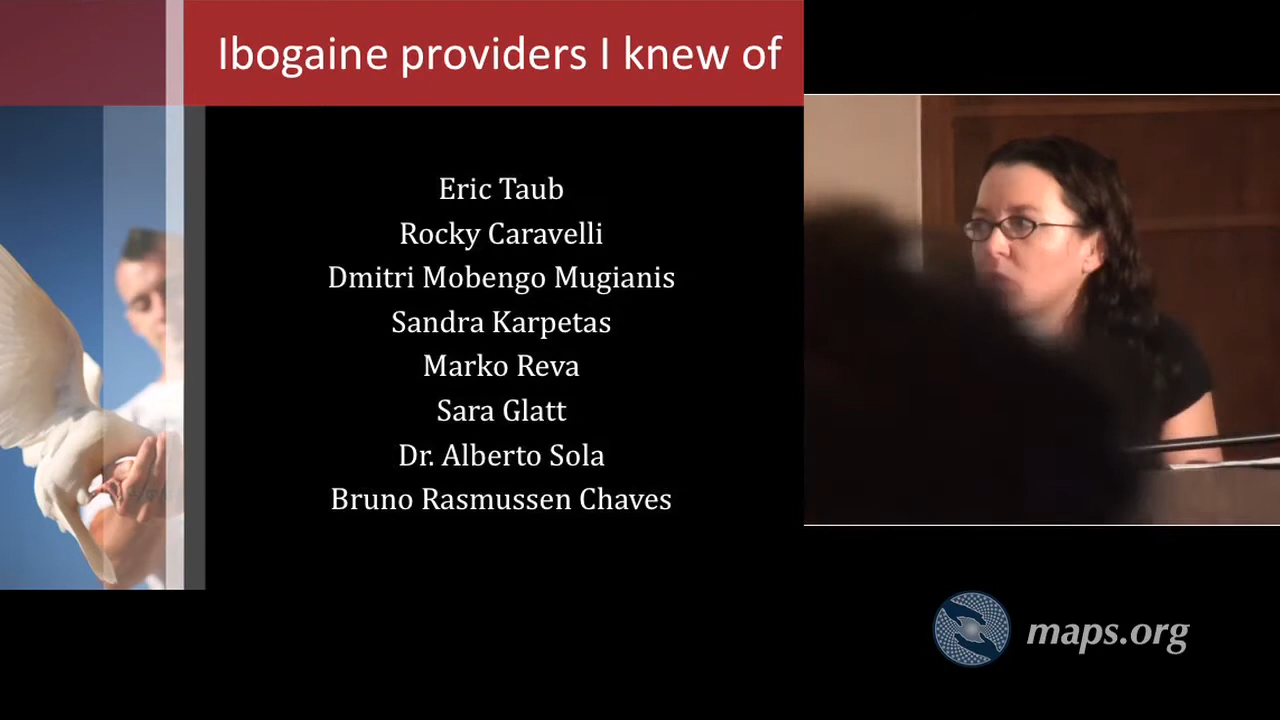 Ibogaine providers I knew of
Eric Taub
Rocky Caravelli
Dmitri Mobengo Mugianis
Sandra Karpetas
Marko Reva
Sara Glatt
Dr. Alberto Sola
Bruno Rasmussen Chaves
maps.org